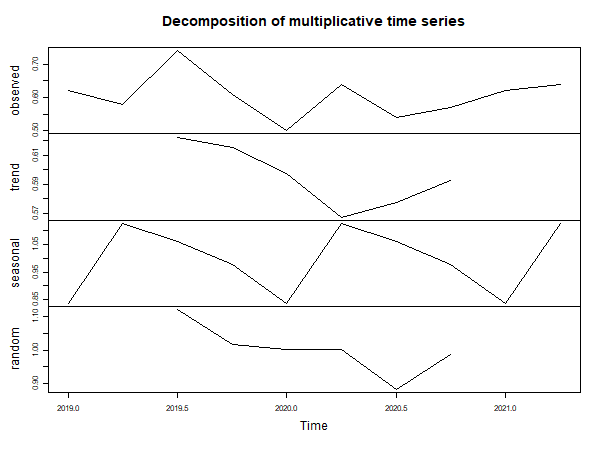 Decomposition of multiplicative time series
observed
0.50 0.60 0.70
trend
0.57 0.59 0.61
seasonal
0.85 0.95 1.05
random
0.90 1.00 1.10
2019.0 2019.5 2020.0 2020.5 2021.0
Time